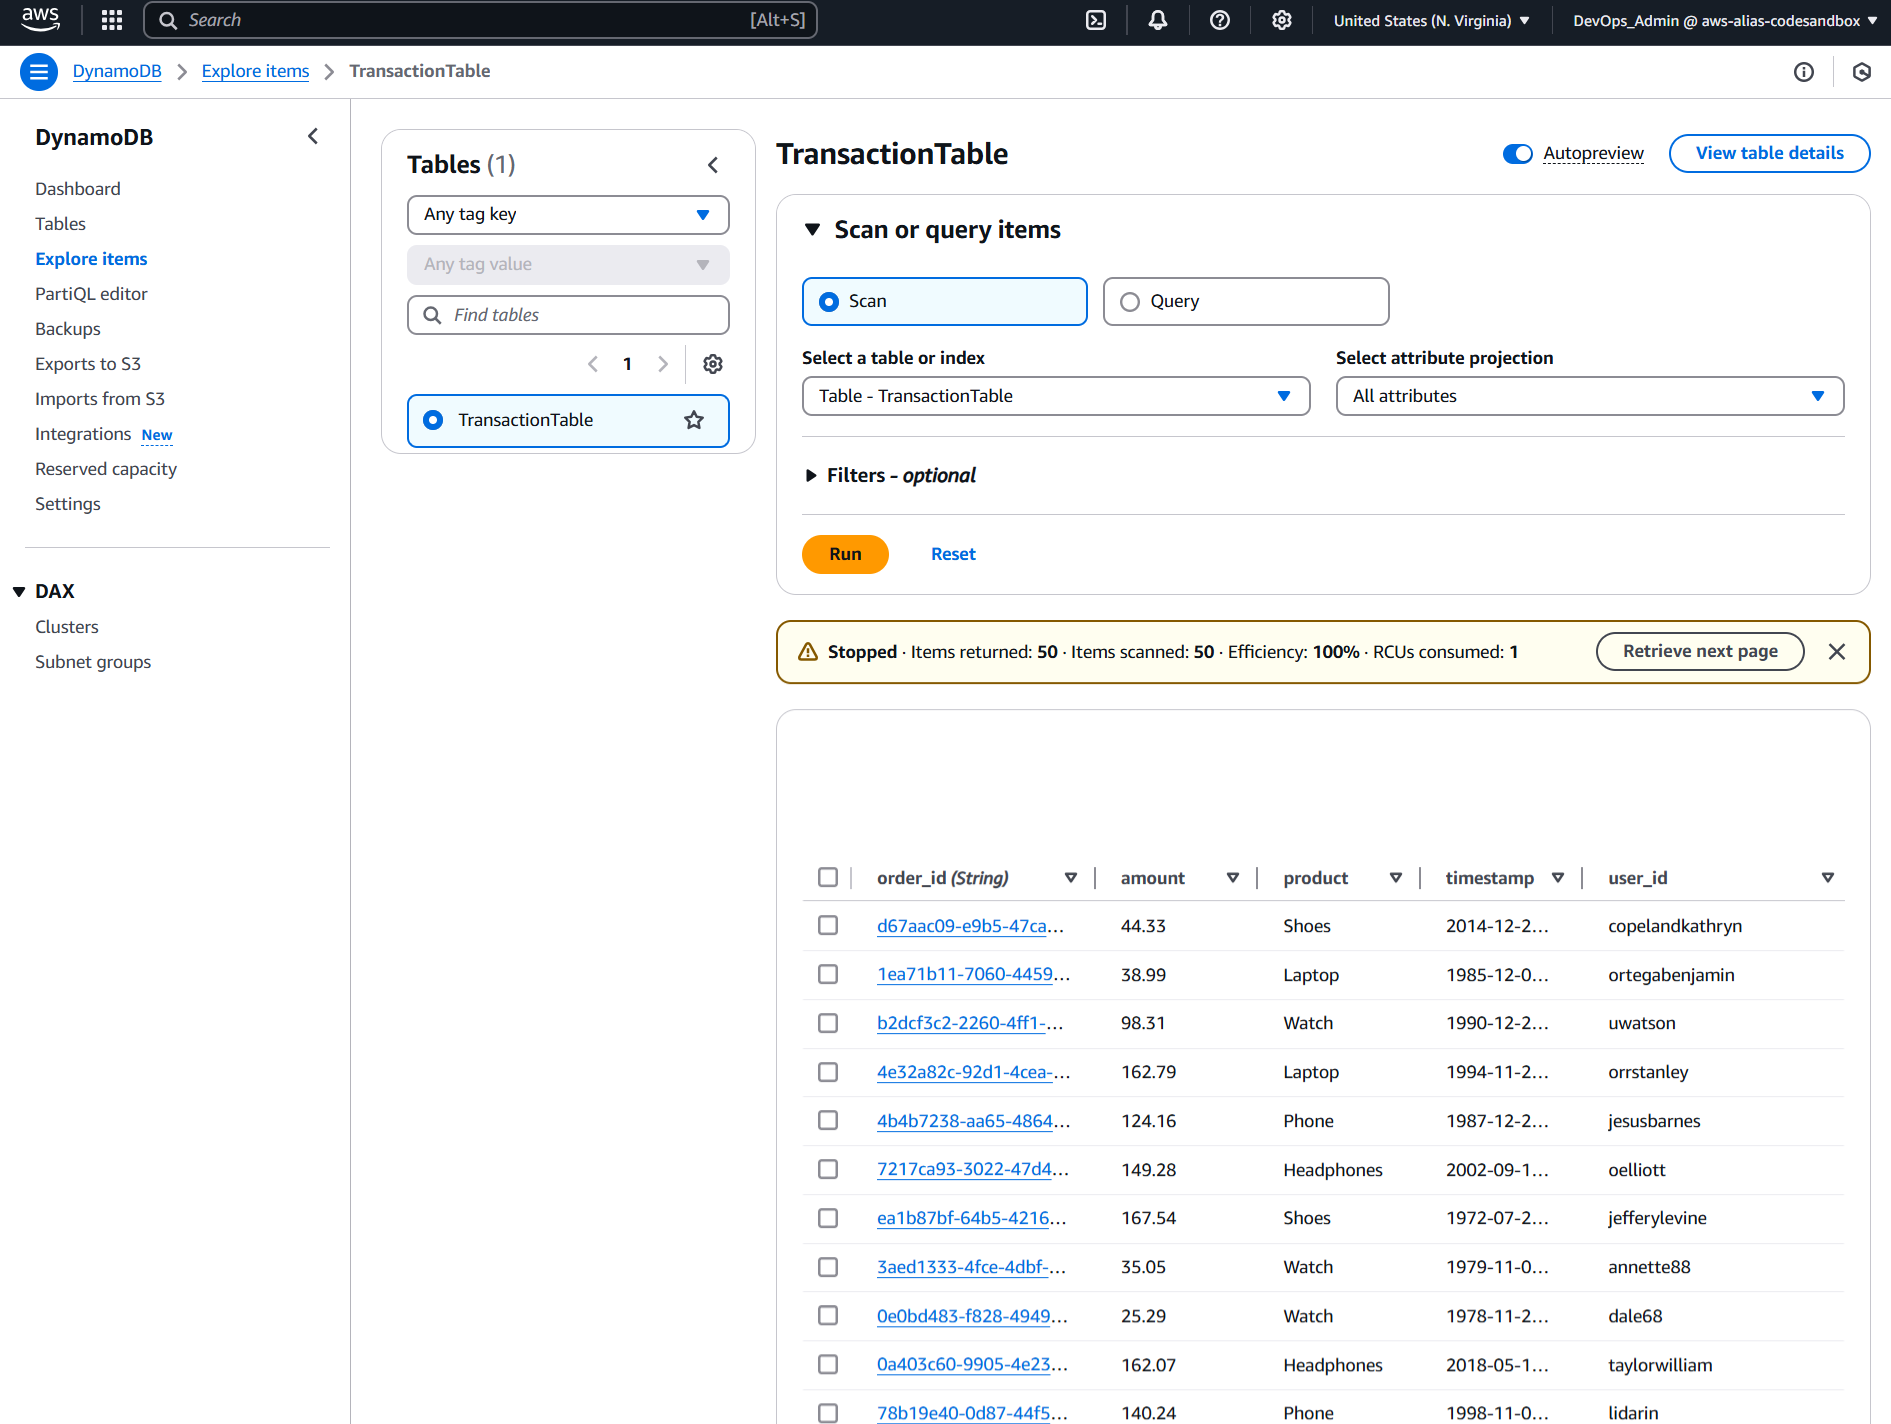 aws
Search [Alt+S]
United States (N. Virginia)
DevOps_Admin @ aws-alias-codesandbox
DynamoDB
Explore items
TransactionTable
DynamoDB
Dashboard
Tables
Explore items
PartiQL editor
Backups
Exports to S3
Imports from S3
Integrations New
Reserved capacity
Settings
DAX
Clusters
Subnet groups
Tables (1)
Any tag key
Any tag value
Find tables
1
TransactionTable
TransactionTable
Autopreview
View table details
Scan or query items
Scan
Query
Select a table or index
Table - TransactionTable
Select attribute projection
All attributes
Filters - optional
Run
Reset
Stopped · Items returned: 50 · Items scanned: 50 · Efficiency: 100% · RCUs consumed: 1
Retrieve next page
order_id (String) amount product timestamp user_id
d67aac09-e9b5-47ca... 44.33 Shoes 2014-12-2... copelandkathryn
1ea71b11-7060-4459... 38.99 Laptop 1985-12-0... ortegabenjamin
b2dcf3c2-2260-4ff1-... 98.31 Watch 1990-12-2... uwatson
4e32a82c-92d1-4cea-... 162.79 Laptop 1994-11-2... orrstanley
4b4b7238-aa65-4864... 124.16 Phone 1987-12-2... jesusbarnes
7217ca93-3022-47d4... 149.28 Headphones 2002-09-1... oelliott
ea1b87bf-64b5-4216... 167.54 Shoes 1972-07-2... jefferylevine
3aed1333-4fce-4dbf-... 35.05 Watch 1979-11-0... annette88
0e0bd483-f828-4949... 25.29 Watch 1978-11-2... dale68
0a403c60-9905-4e23... 162.07 Headphones 2018-05-1... taylorwilliam
78b19e40-0d87-44f5... 140.24 Phone 1998-11-0... lidarin